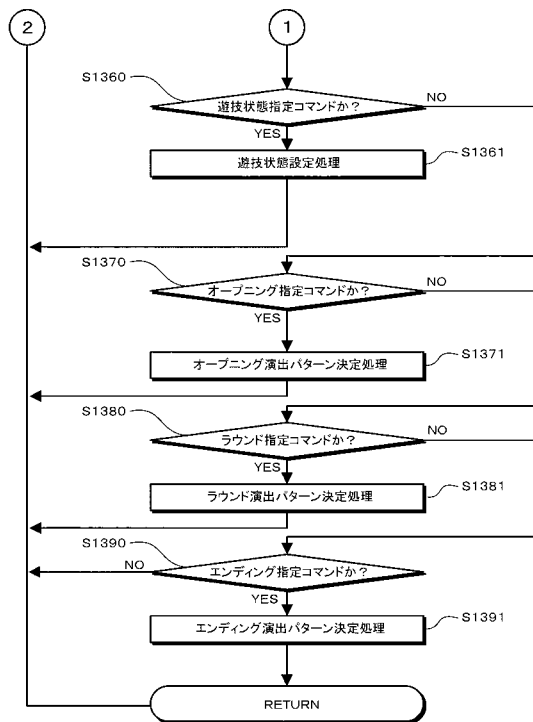 2
1
S1360
遊技状態指定コマンドか？
NO
YES
遊技状態設定処理
S1361
S1370
オープニング指定コマンドか？
NO
YES
オープニング演出パターン決定処理
S1371
S1380
ラウンド指定コマンドか？
NO
YES
ラウンド演出パターン決定処理
S1381
S1390
NO
エンディング指定コマンドか？
YES
エンディング演出パターン決定処理
S1391
RETURN